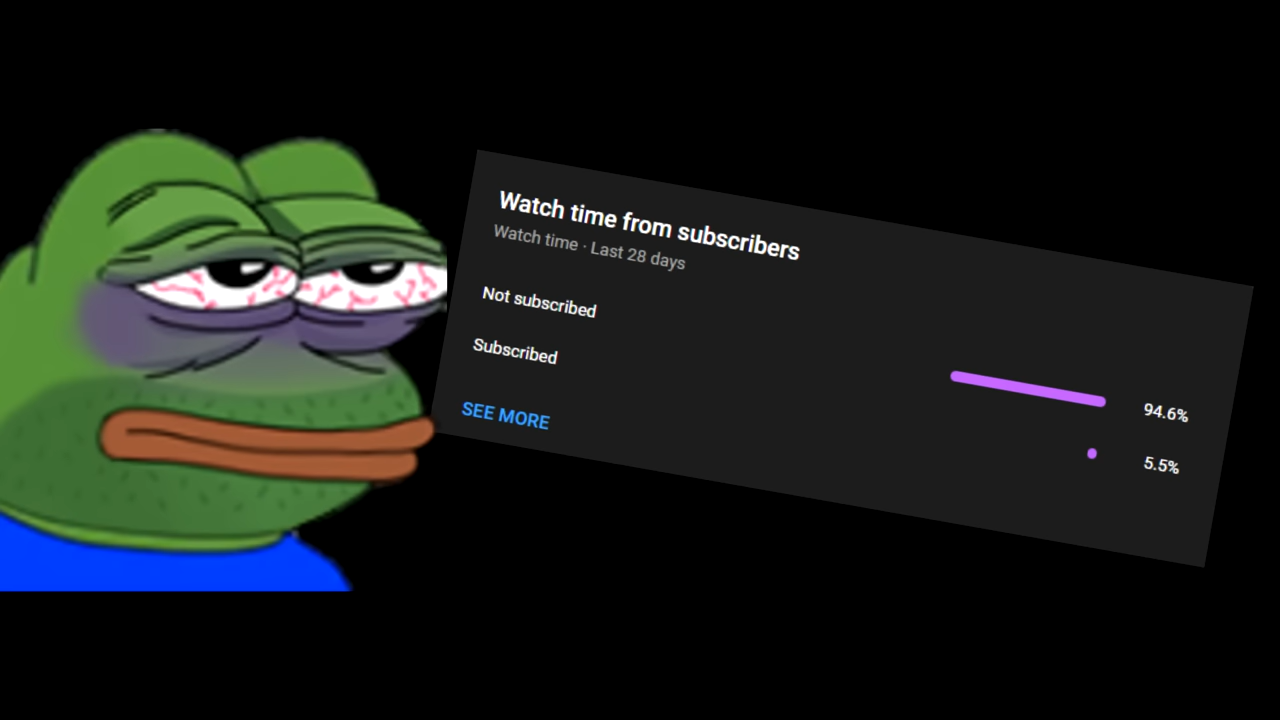 Watch time from subscribers
Watch time · Last 28 days
Not subscribed 94.6%
Subscribed 5.5%
SEE MORE